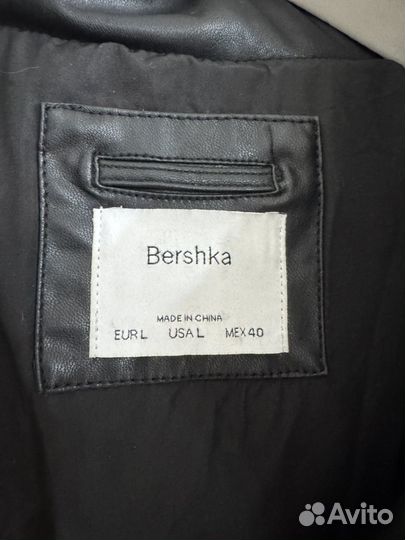 Bershka
MADE IN CHINA
EUR L USA L MEX 40
Avito